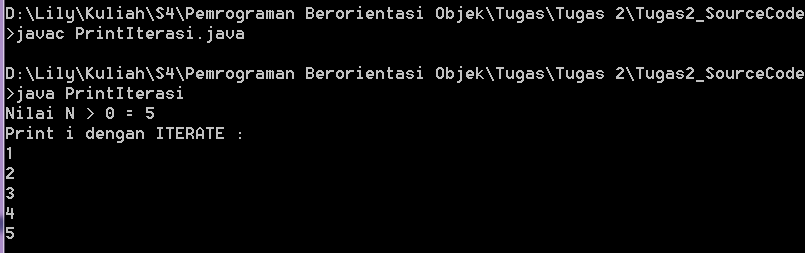 D:\Lily\Kuliah\S4\Pemrograman Berorientasi Objek\Tugas\Tugas 2\Tugas2_SourceCode
>javac PrintIterasi.java
D:\Lily\Kuliah\S4\Pemrograman Berorientasi Objek\Tugas\Tugas 2\Tugas2_SourceCode
>java PrintIterasi
Nilai N > 0 = 5
Print i dengan ITERATE :
1
2
3
4
5